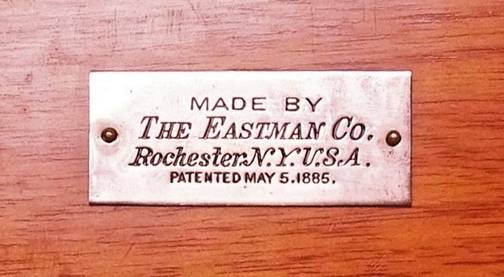 MADE BY
THE EASTMAN CO.
Rochester.N.Y.U.S.A.
PATENTED MAY 5.1885.